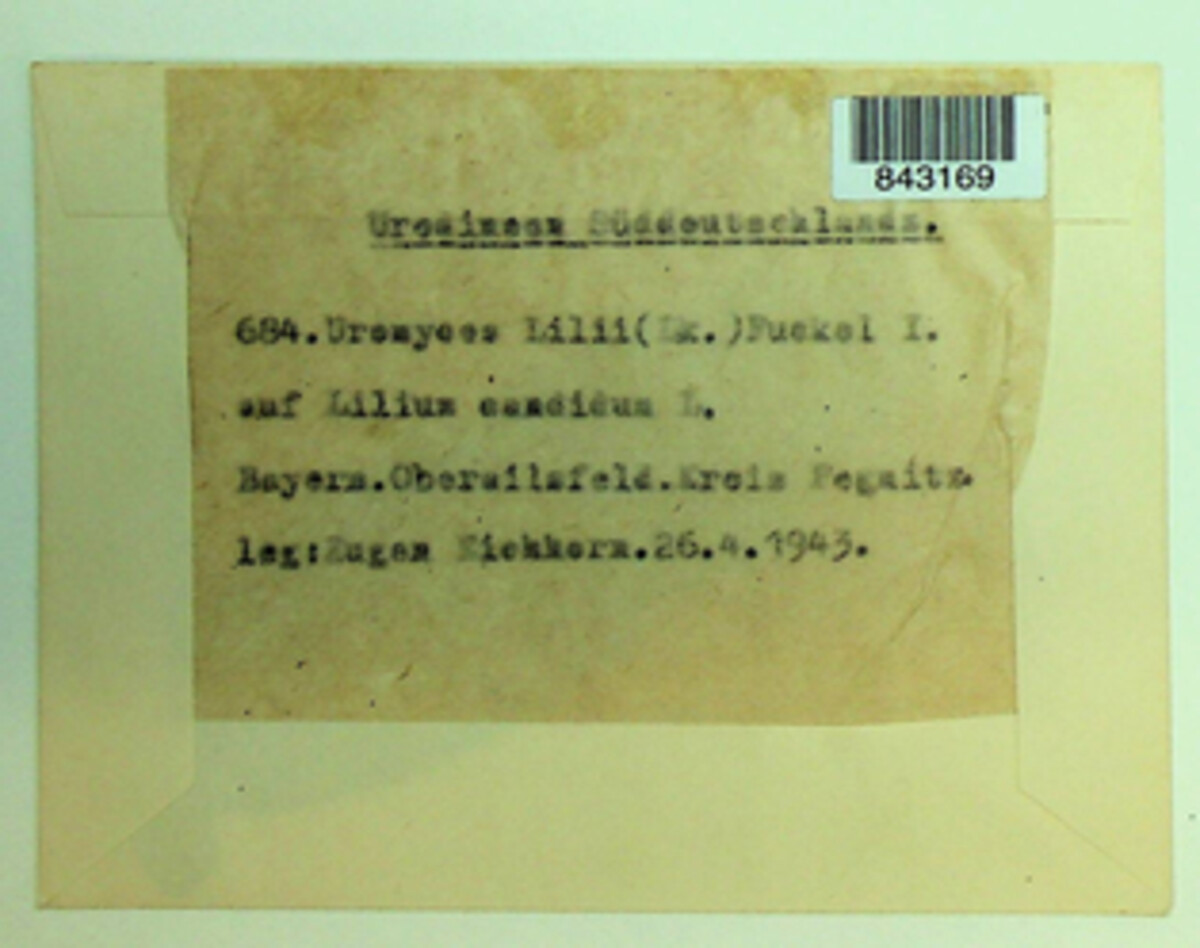 843169
Uredineen Süddeutschlands.
684.Uromyces Lilii(Lk.)Fuckel I.
auf Lilium candidum L.
Bayern.Oberailsfeld.Kreis Pegnitz.
leg:Eugen Eichhorn.26.4.1943.